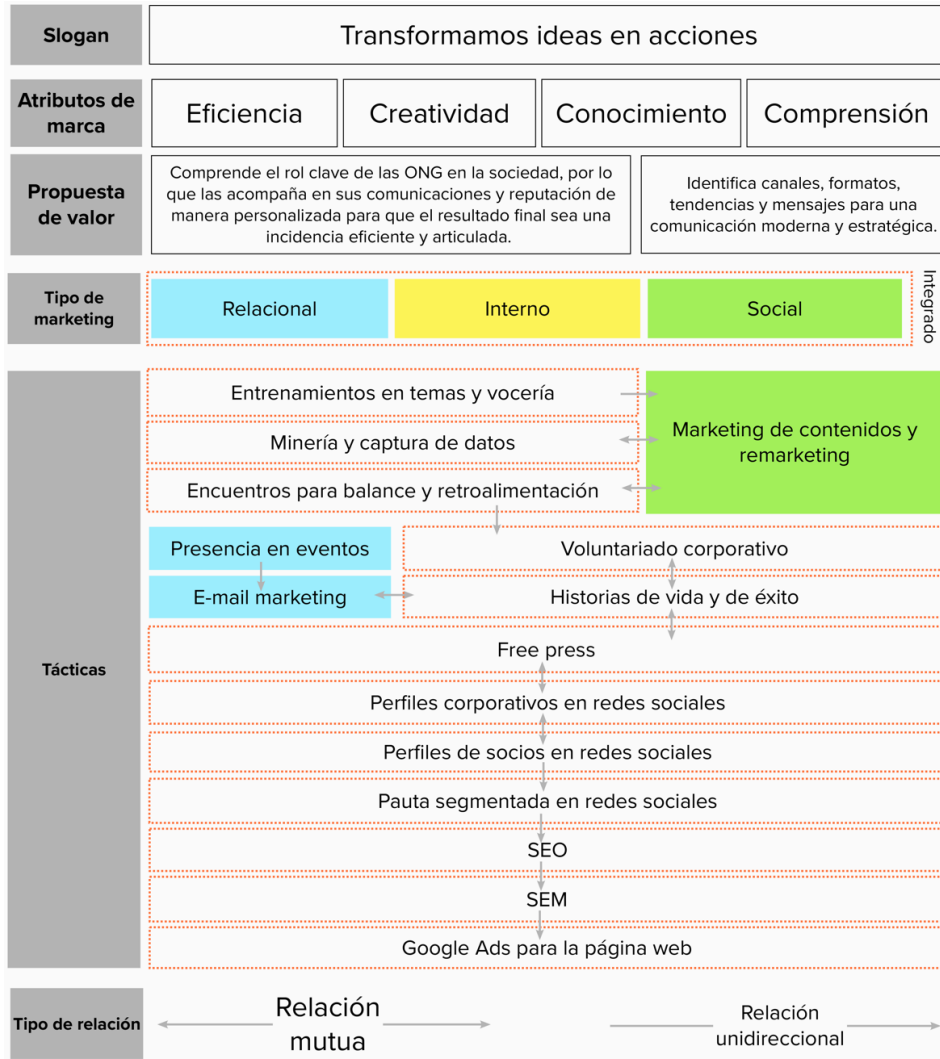 Slogan
Transformamos ideas en acciones
Atributos de
marca
Eficiencia
Creatividad
Conocimiento
Comprensión
Propuesta
de valor
Comprende el rol clave de las ONG en la sociedad, por lo
que las acompaña en sus comunicaciones y reputación
de manera personalizada para que el resultado final sea una
incidencia eficiente y articulada.
Identifica canales, formatos,
tendencias y mensajes para una
comunicación moderna y estratégica.
Tipo de
marketing
Relacional
Interno
Social
Integrado
Tácticas
Entrenamientos en temas y vocería
Minería y captura de datos
Encuentros para balance y retroalimentación
Marketing de contenidos y
remarketing
Presencia en eventos
Voluntariado corporativo
E-mail marketing
Historias de vida y de éxito
Free press
Perfiles corporativos en redes sociales
Perfiles de socios en redes sociales
Pauta segmentada en redes sociales
SEO
SEM
Google Ads para la página web
Tipo de relación
Relación
mutua
Relación
unidireccional